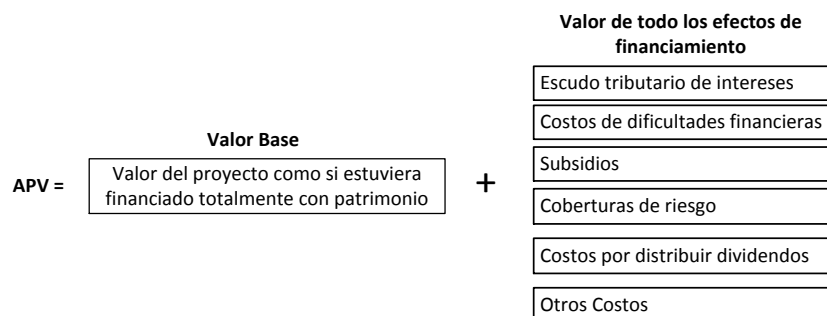 Valor de todo los efectos de
financiamiento
Escudo tributario de intereses
Costos de dificultades financieras
Valor Base
Subsidios
APV =
Valor del proyecto como si estuviera
financiado totalmente con patrimonio
+
Coberturas de riesgo
Costos por distribuir dividendos
Otros Costos